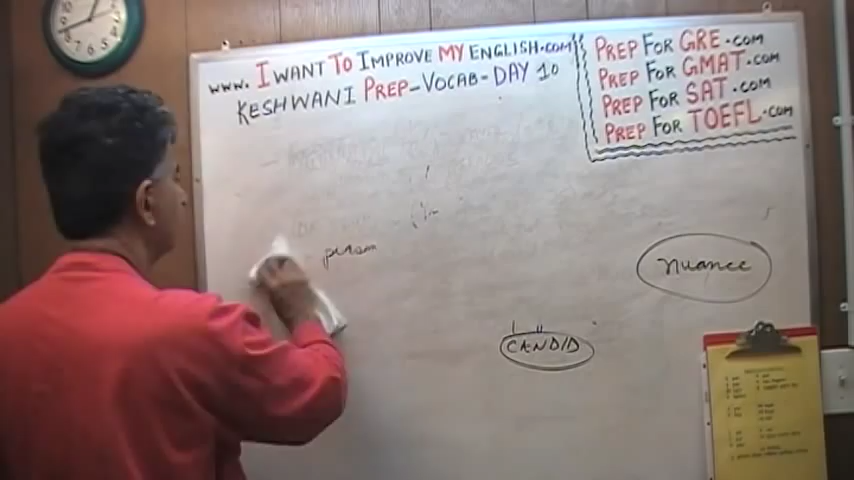 www. I WANT TO IMPROVE MY ENGLISH.COM
KESHWANI PREP-VOCAB-DAY 10
PREP FOR GRE.COM
PREP FOR GMAT.COM
PREP FOR SAT.COM
PREP FOR TOEFL.COM
person
nuance
CANDID